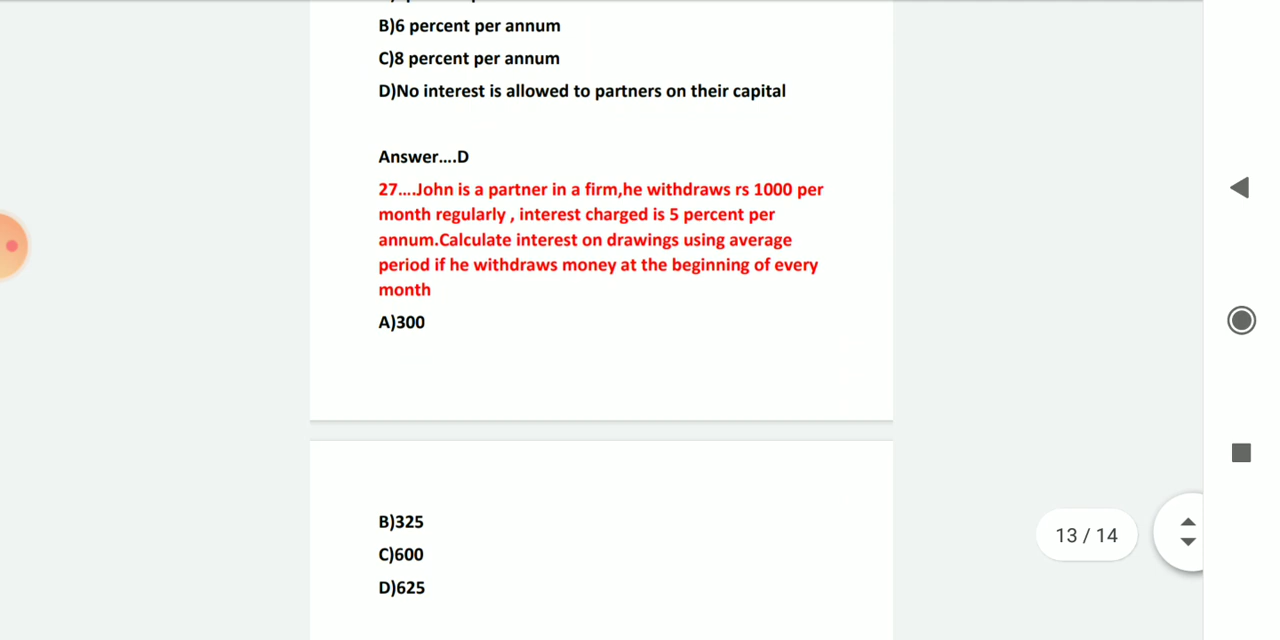 B)6 percent per annum
C)8 percent per annum
D)No interest is allowed to partners on their capital
Answer....D
27....John is a partner in a firm,he withdraws rs 1000 per
month regularly , interest charged is 5 percent per
annum.Calculate interest on drawings using average
period if he withdraws money at the beginning of every
month
A)300
B)325
C)600
D)625
13 / 14